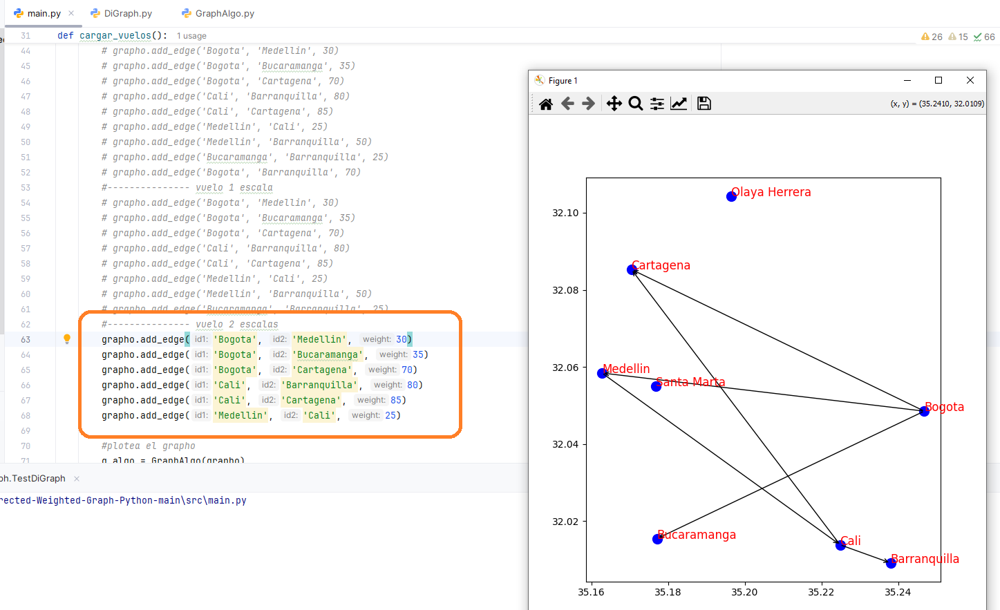 main.py
DiGraph.py
GraphAlgo.py
31 def cargar_vuelos(): 1 usage
26 15 66
44 # grapho.add_edge('Bogota', 'Medellin', 30)
45 # grapho.add_edge('Bogota', 'Bucaramanga', 35)
46 # grapho.add_edge('Bogota', 'Cartagena', 70)
47 # grapho.add_edge('Cali', 'Barranquilla', 80)
48 # grapho.add_edge('Cali', 'Cartagena', 85)
49 # grapho.add_edge('Medellin', 'Cali', 25)
50 # grapho.add_edge('Medellin', 'Barranquilla', 50)
51 # grapho.add_edge('Bucaramanga', 'Barranquilla', 25)
52 # grapho.add_edge('Bogota', 'Barranquilla', 70)
53 #--------------- vuelo 1 escala
54 # grapho.add_edge('Bogota', 'Medellin', 30)
55 # grapho.add_edge('Bogota', 'Bucaramanga', 35)
56 # grapho.add_edge('Bogota', 'Cartagena', 70)
57 # grapho.add_edge('Cali', 'Barranquilla', 80)
58 # grapho.add_edge('Cali', 'Cartagena', 85)
59 # grapho.add_edge('Medellin', 'Cali', 25)
60 # grapho.add_edge('Medellin', 'Barranquilla', 50)
61 # grapho.add_edge('Bucaramanga', 'Barranquilla', 25)
62 #--------------- vuelo 2 escalas
63 grapho.add_edge( id1: 'Bogota', id2: 'Medellin', weight: 30)
64 grapho.add_edge( id1: 'Bogota', id2: 'Bucaramanga', weight: 35)
65 grapho.add_edge( id1: 'Bogota', id2: 'Cartagena', weight: 70)
66 grapho.add_edge( id1: 'Cali', id2: 'Barranquilla', weight: 80)
67 grapho.add_edge( id1: 'Cali', id2: 'Cartagena', weight: 85)
68 grapho.add_edge( id1: 'Medellin', id2: 'Cali', weight: 25)
69
70 #plotea el grapho
71 g_algo = GraphAlgo(grapho)
ph.TestDiGraph
rected-Weighted-Graph-Python-main\src\main.py
Figure 1
(x, y) = (35.2410, 32.0109)
Olaya Herrera
32.10
Cartagena
32.08
Medellin
32.06
Santa Marta
Bogota
32.04
32.02
Bucaramanga
Cali
Barranquilla
35.16 35.18 35.20 35.22 35.24